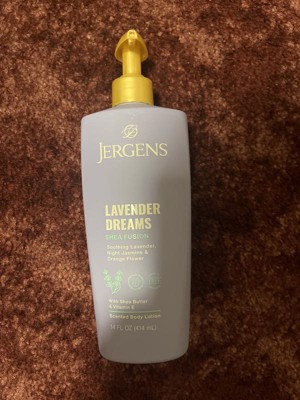 JERGENS
LAVENDER
DREAMS
SHEA FUSION
Soothing Lavender,
Night Jasmine &
Orange Flower
With Shea Butter
& Vitamin E
Scented Body Lotion
14 FL OZ (414 mL)